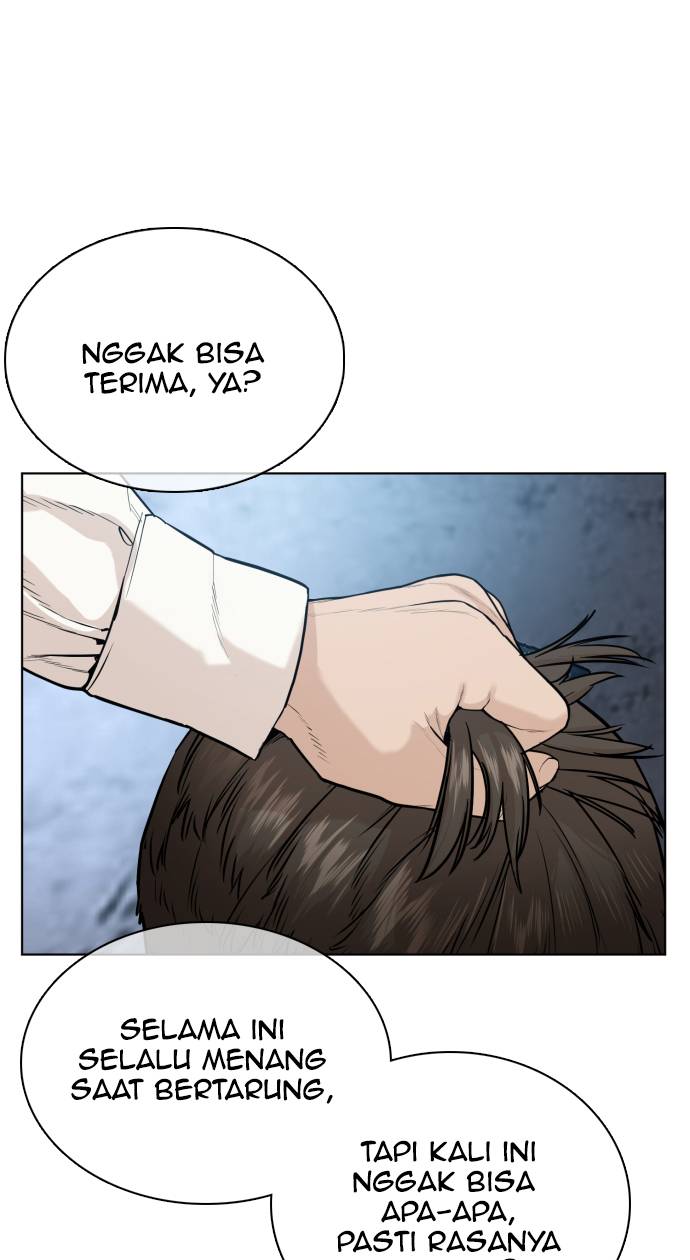 NGGAK BISA
TERIMA, YA?
SELAMA INI
SELALU MENANG
SAAT BERTARUNG,
TAPI KALI INI
NGGAK BISA
APA-APA,
PASTI RASANYA